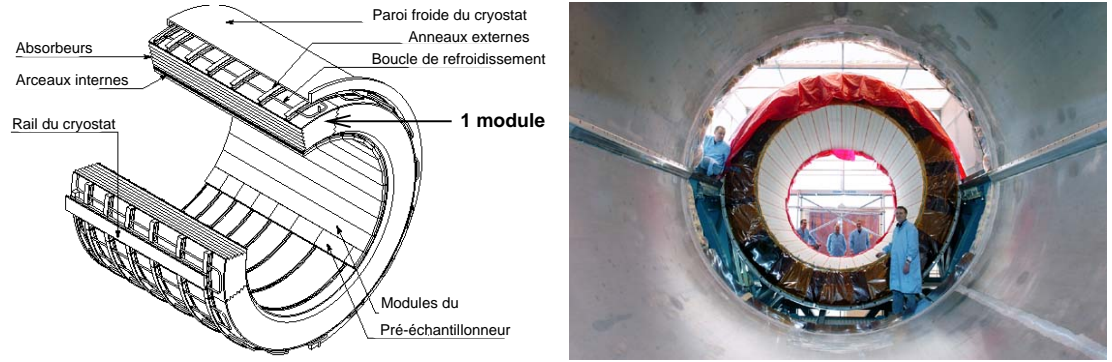 Paroi froide du cryostat
Anneaux externes
Absorbeurs
Boucle de refroidissement
Arceaux internes
1 module
Rail du cryostat
Modules du
Pré-échantillonneur